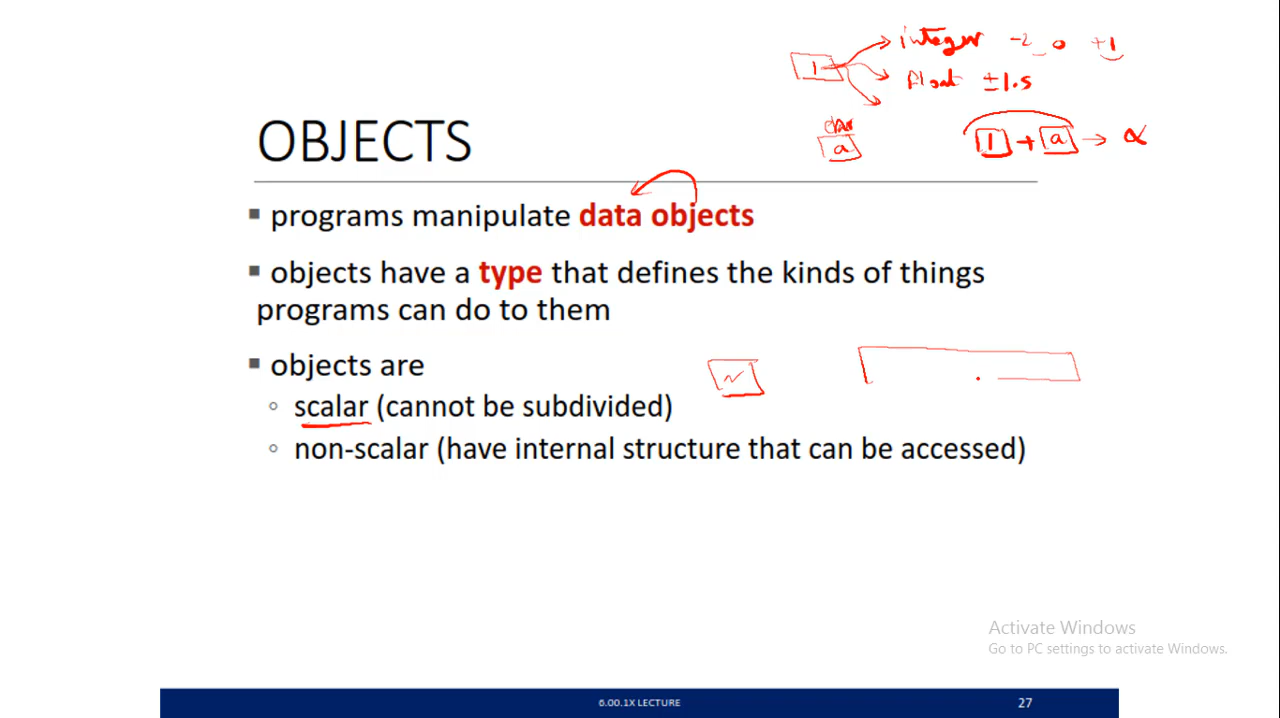 integer -2 0 +1
1
float ±1.5
char
a
1 + a → α
OBJECTS
▪ programs manipulate data objects
▪ objects have a type that defines the kinds of things
programs can do to them
▪ objects are
◦ scalar (cannot be subdivided)
◦ non-scalar (have internal structure that can be accessed)
Activate Windows
Go to PC settings to activate Windows.
6.00.1X LECTURE
27